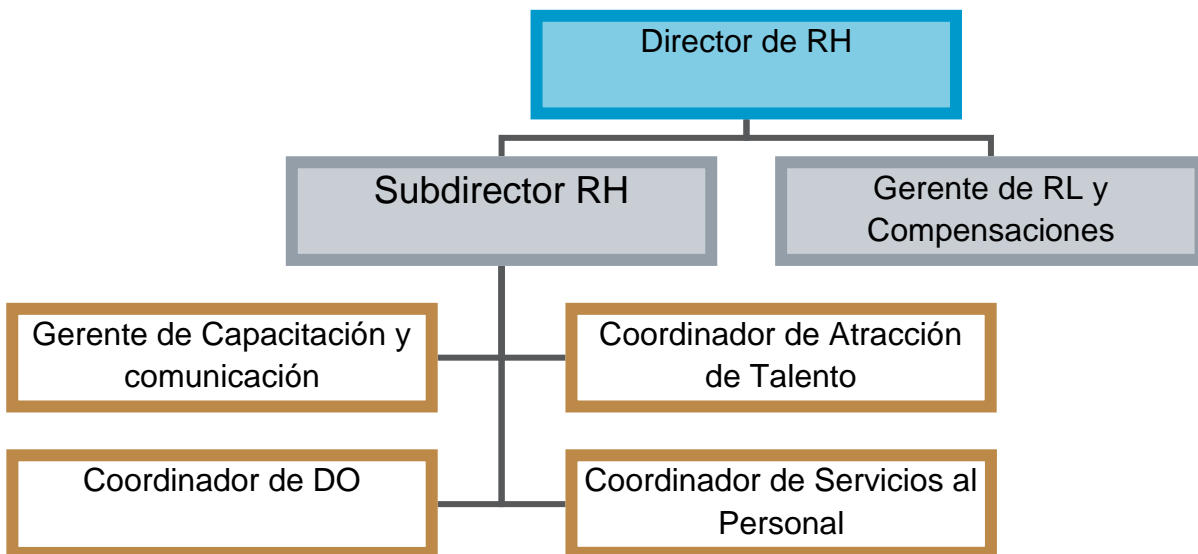 Director de RH
Subdirector RH
Gerente de RL y
Compensaciones
Gerente de Capacitación y
comunicación
Coordinador de Atracción
de Talento
Coordinador de DO
Coordinador de Servicios al
Personal